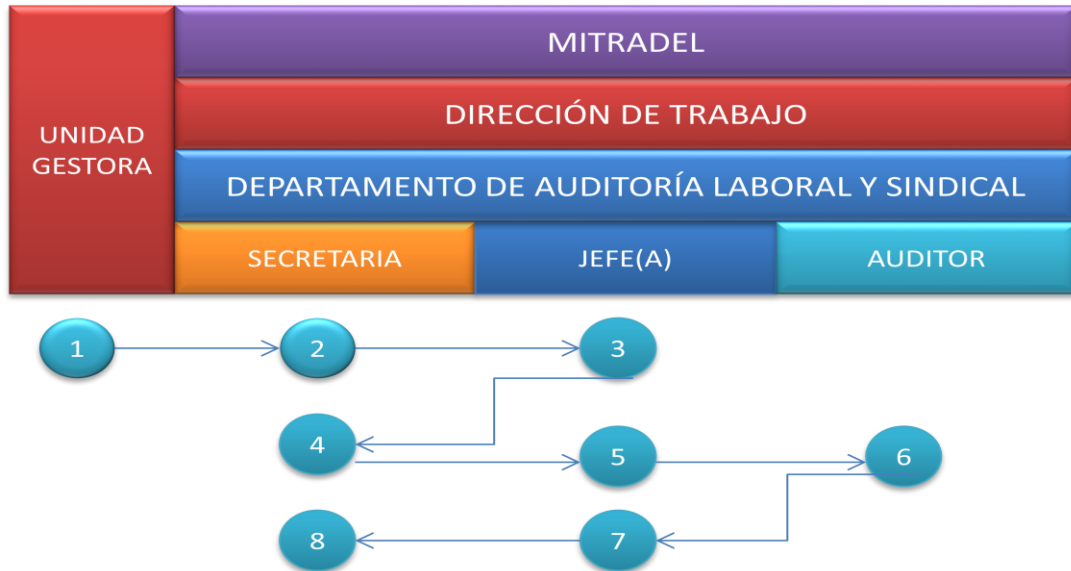 UNIDAD
GESTORA
MITRADEL
DIRECCIÓN DE TRABAJO
DEPARTAMENTO DE AUDITORÍA LABORAL Y SINDICAL
SECRETARIA
JEFE(A)
AUDITOR
1
2
3
4
5
6
8
7